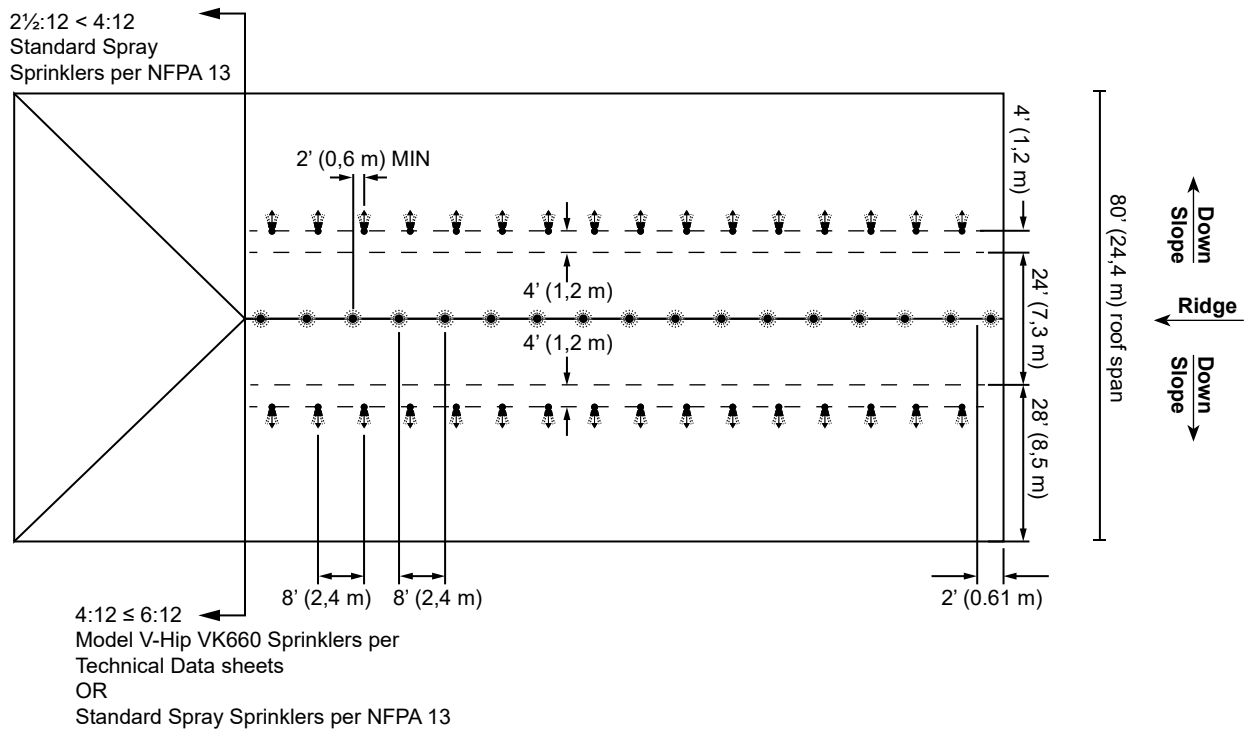 2½:12 < 4:12
Standard Spray
Sprinklers per NFPA 13
2’ (0,6 m) MIN
4’ (1,2 m)
4’ (1,2 m)
4’ (1,2 m)
24’ (7,3 m)
28’ (8,5 m)
80’ (24,4 m) roof span
Down
Slope
Ridge
Down
Slope
8’ (2,4 m)
8’ (2,4 m)
2’ (0.61 m)
4:12 ≤ 6:12
Model V-Hip VK660 Sprinklers per
Technical Data sheets
OR
Standard Spray Sprinklers per NFPA 13